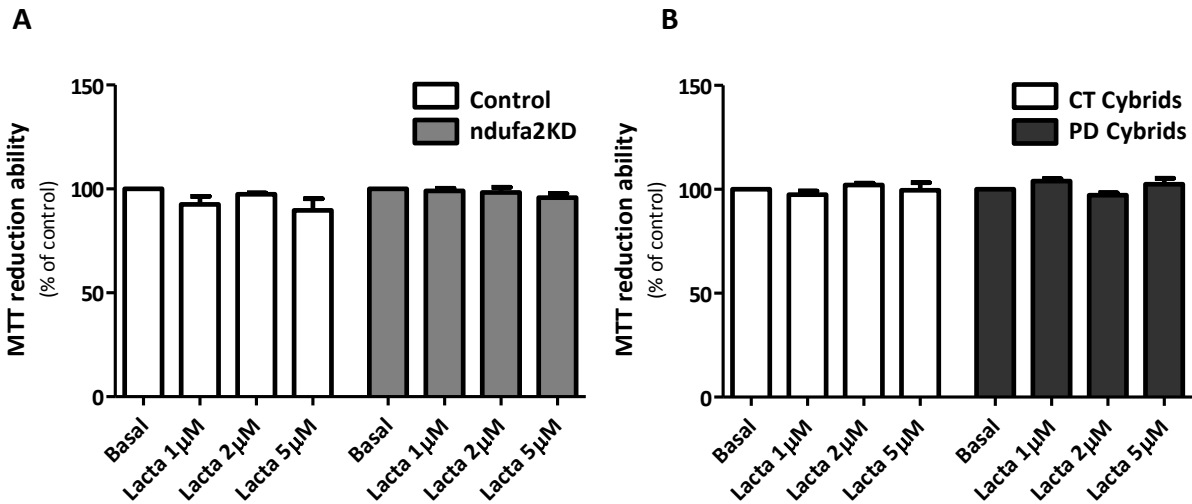 A
MTT reduction ability
(% of control)
150
100
50
0
Control
ndufa2KD
Basal
Lacta 1μM
Lacta 2μM
Lacta 5μM
Basal
Lacta 1μM
Lacta 2μM
Lacta 5μM
B
MTT reduction ability
(% of control)
150
100
50
0
CT Cybrids
PD Cybrids
Basal
Lacta 1μM
Lacta 2μM
Lacta 5μM
Basal
Lacta 1μM
Lacta 2μM
Lacta 5μM